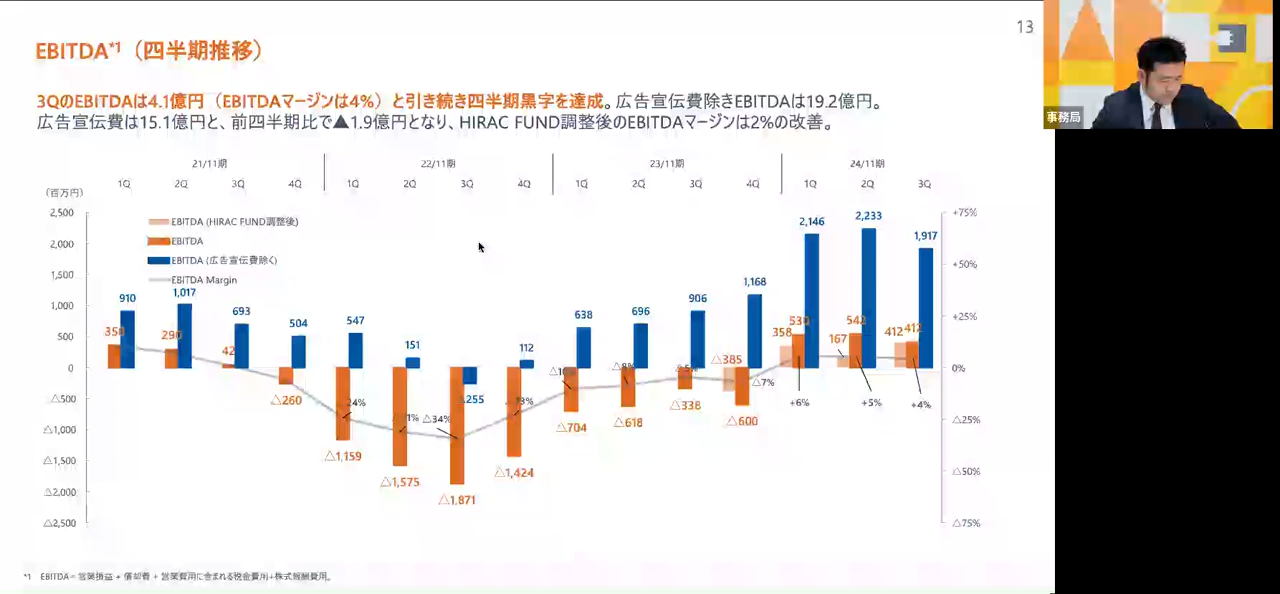 13
EBITDA*1（四半期推移）
3QのEBITDAは4.1億円（EBITDAマージンは4%）と引き続き四半期黒字を達成。広告宣伝費除きEBITDAは19.2億円。
広告宣伝費は15.1億円と、前四半期比で▲1.9億円となり、HIRAC FUND調整後のEBITDAマージンは2%の改善。
事務局
21/11期 22/11期 23/11期 24/11期
1Q 2Q 3Q 4Q 1Q 2Q 3Q 4Q 1Q 2Q 3Q 4Q 1Q 2Q 3Q
（百万円）
2,500 2,000 1,500 1,000 500 0 △500 △1,000 △1,500 △2,000 △2,500
EBITDA (HIRAC FUND調整後)
EBITDA
EBITDA (広告宣伝費除く)
EBITDA Margin
910 1,017 693 504 547 151 255 112 638 696 906 1,168 2,146 2,233 1,917
350 290 42 △260 △1,159 △1,575 △1,871 △1,424 △704 △618 △338 △600 530 542 412
△385 358 167 412
△34% △8% △7% +6% +5% +4%
+75% +50% +25% 0% △25% △50% △75%
*1 EBITDA= 営業損益 + 償却費 + 営業費用に含まれる税金費用+株式報酬費用。